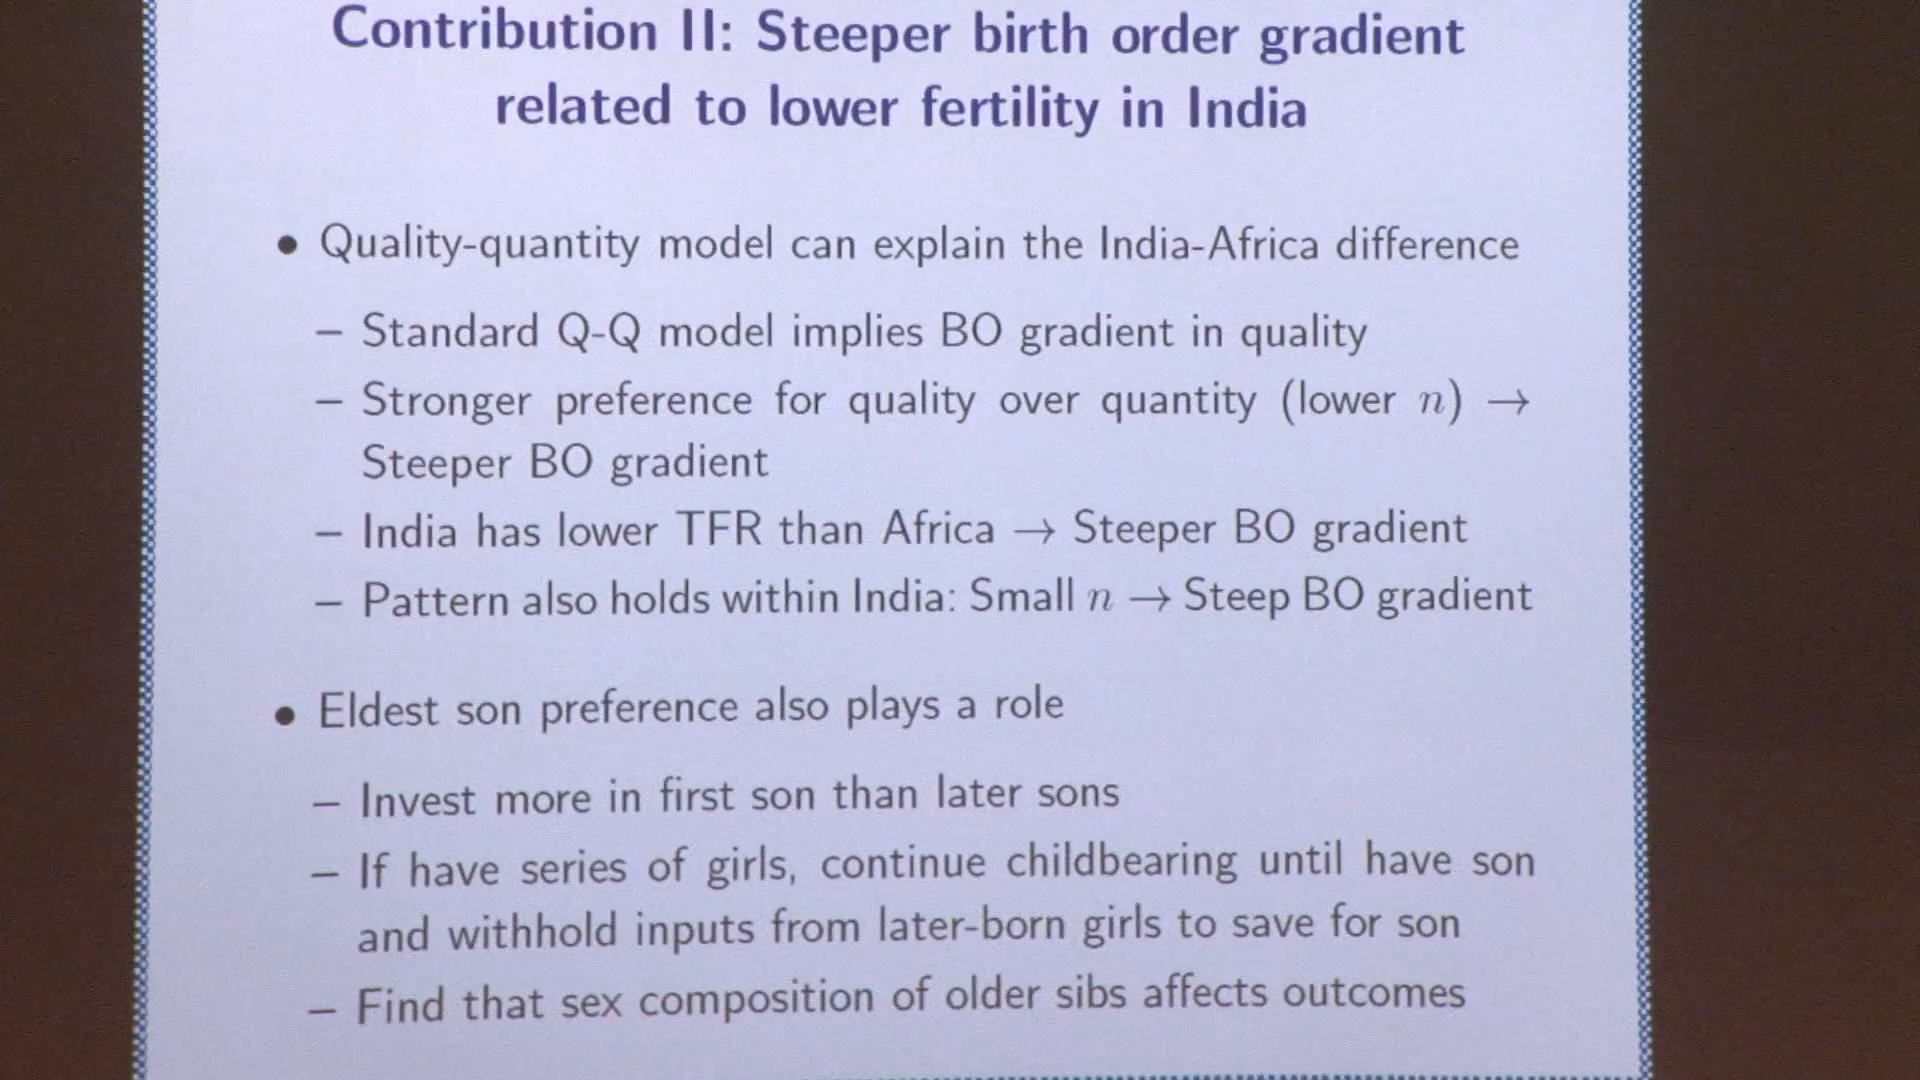 Contribution II: Steeper birth order gradient
related to lower fertility in India
• Quality-quantity model can explain the India-Africa difference
– Standard Q-Q model implies BO gradient in quality
– Stronger preference for quality over quantity (lower n) →
Steeper BO gradient
– India has lower TFR than Africa → Steeper BO gradient
– Pattern also holds within India: Small n → Steep BO gradient
• Eldest son preference also plays a role
– Invest more in first son than later sons
– If have series of girls, continue childbearing until have son
and withhold inputs from later-born girls to save for son
– Find that sex composition of older sibs affects outcomes